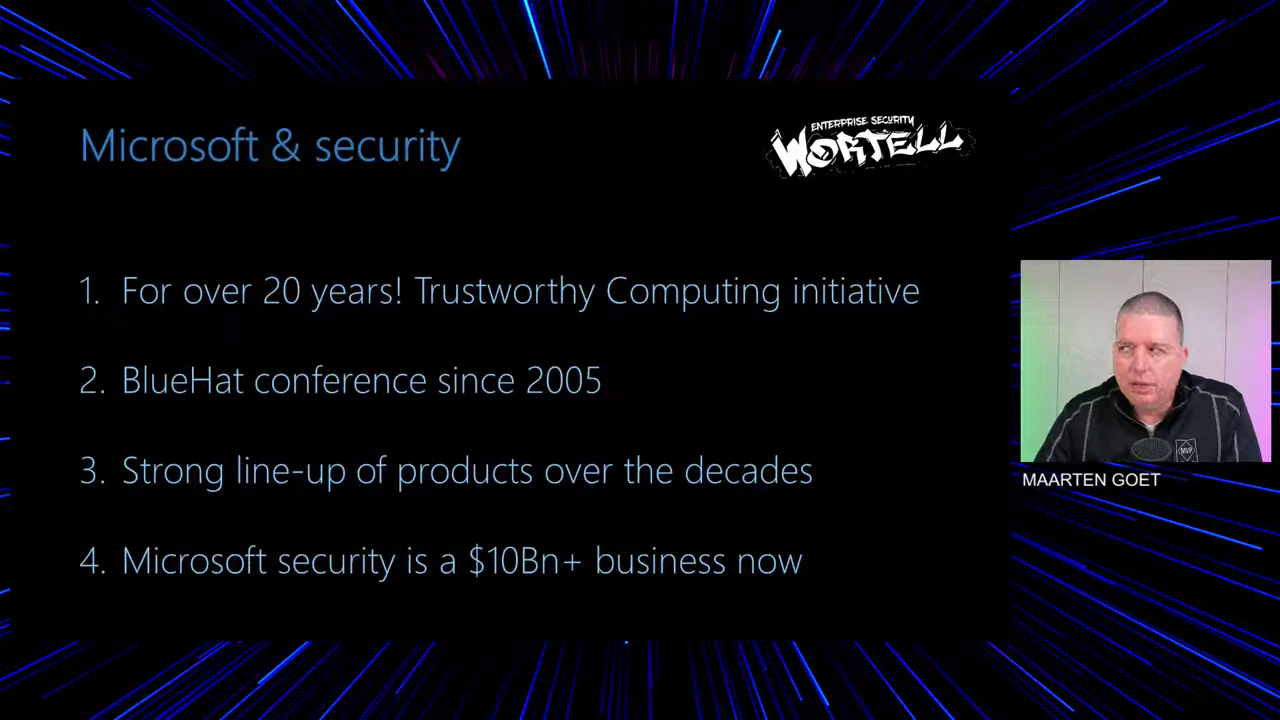 Microsoft & security
ENTERPRISE SECURITY
WORTELL
1. For over 20 years! Trustworthy Computing initiative
2. BlueHat conference since 2005
3. Strong line-up of products over the decades
4. Microsoft security is a $10Bn+ business now
MVP
MAARTEN GOET